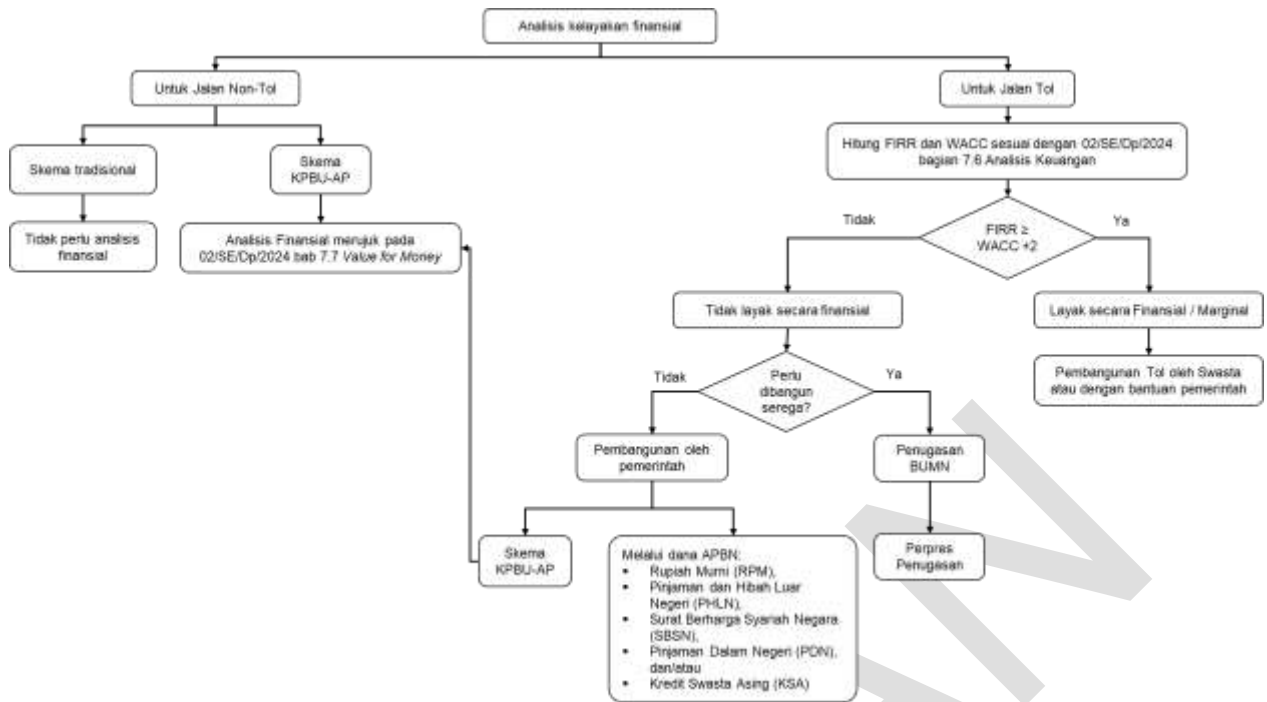 Analisis kelayakan finansial
Untuk Jalan Non-Tol
Untuk Jalan Tol
Skema tradisional
Skema
KPBU-AP
Hitung FIRR dan WACC sesuai dengan 02/SE/Dp/2024
bagian 7.6 Analisis Keuangan
Tidak perlu analisis
finansial
Analisis Finansial merujuk pada
02/SE/Dp/2024 bab 7.7 Value for Money
Tidak
FIRR ≥
WACC +2
Ya
Tidak layak secara finansial
Layak secara Finansial / Marginal
Tidak
Perlu
dibangun
serega?
Ya
Pembangunan Tol oleh Swasta
atau dengan bantuan pemerintah
Pembangunan oleh
pemerintah
Penugasan
BUMN
Skema
KPBU-AP
Melalui dana APBN:
• Rupiah Murni (RPM),
• Pinjaman dan Hibah Luar
Negeri (PHLN),
• Surat Berharga Syariah Negara
(SBSN),
• Pinjaman Dalam Negeri (PDN),
dan/atau
• Kredit Swasta Asing (KSA)
Perpres
Penugasan